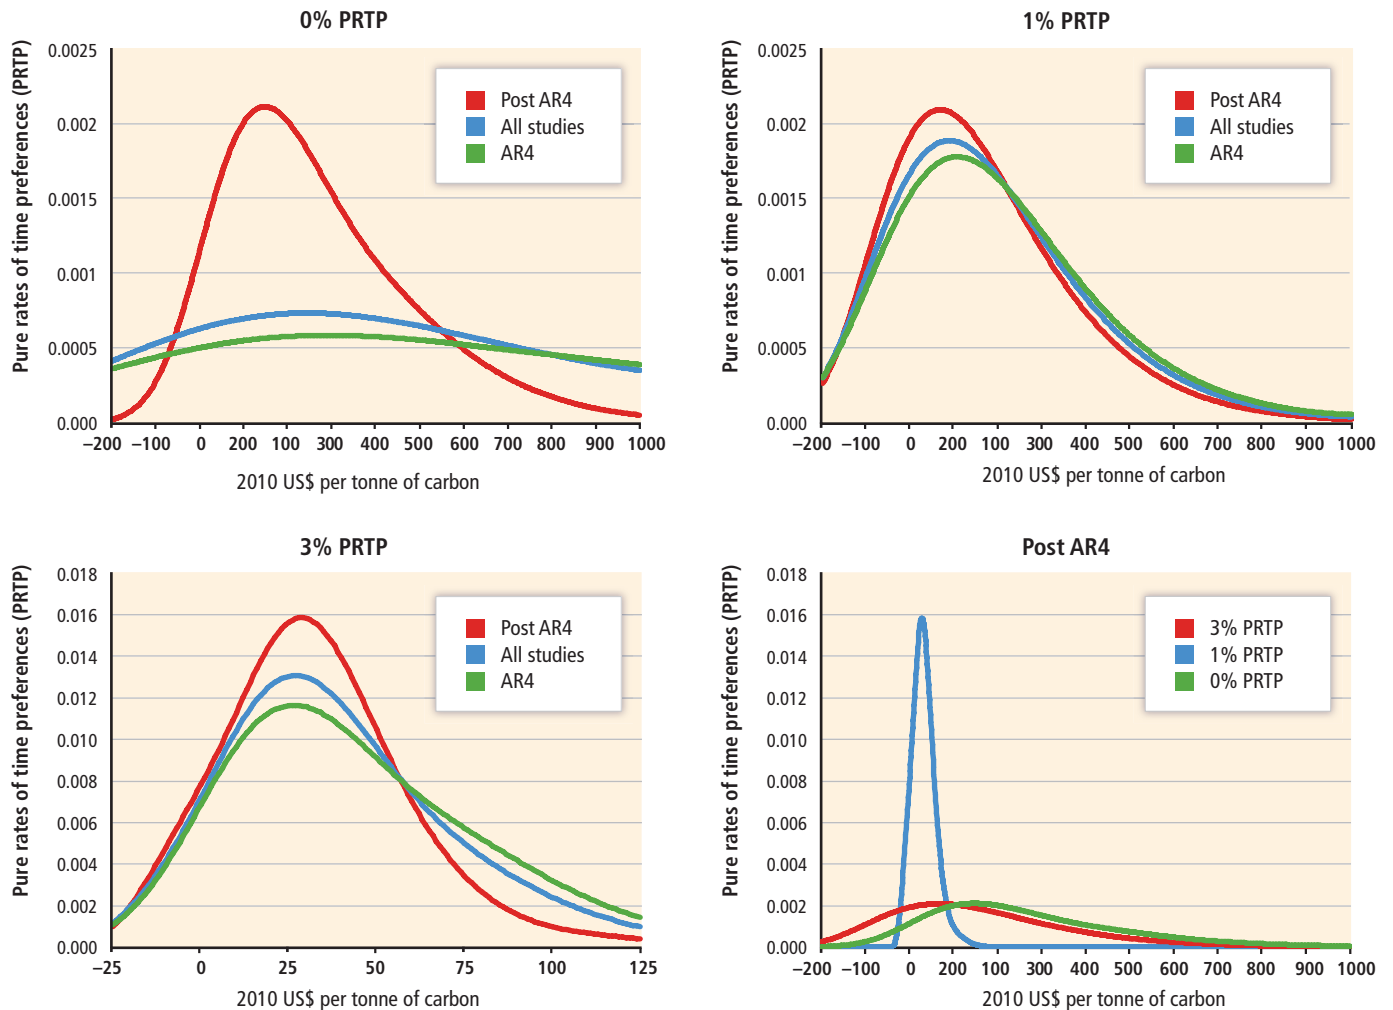 0% PRTP
Pure rates of time preferences (PRTP)
0.0025
0.002
0.0015
0.001
0.0005
0.000
Post AR4
All studies
AR4
–200 –100 0 200 100 300 400 500 600 700 800 900 1000
2010 US$ per tonne of carbon
1% PRTP
Pure rates of time preferences (PRTP)
0.0025
0.002
0.0015
0.001
0.0005
0.000
Post AR4
All studies
AR4
–200 –100 0 200 100 300 400 500 600 700 800 900 1000
2010 US$ per tonne of carbon
3% PRTP
Pure rates of time preferences (PRTP)
0.018
0.016
0.014
0.012
0.010
0.008
0.006
0.004
0.002
0.000
Post AR4
All studies
AR4
–25 0 25 50 75 100 125
2010 US$ per tonne of carbon
Post AR4
Pure rates of time preferences (PRTP)
0.018
0.016
0.014
0.012
0.010
0.008
0.006
0.004
0.002
0.000
3% PRTP
1% PRTP
0% PRTP
–200 –100 0 200 100 300 400 500 600 700 800 900 1000
2010 US$ per tonne of carbon